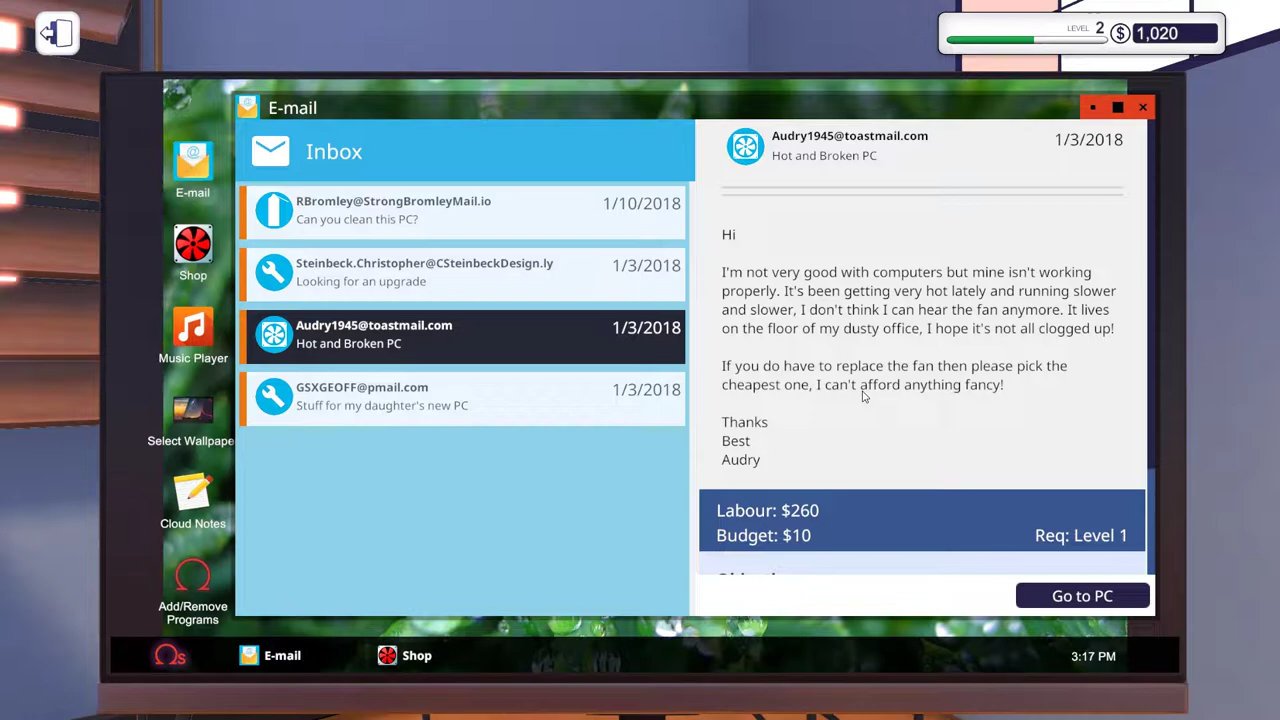 LEVEL 2
$ 1,020
E-mail
Inbox
RBromley@StrongBromleyMail.io
1/10/2018
Can you clean this PC?
Steinbeck.Christopher@CSteinbeckDesign.ly
1/3/2018
Looking for an upgrade
Audry1945@toastmail.com
1/3/2018
Hot and Broken PC
GSXGEOFF@pmail.com
1/3/2018
Stuff for my daughter's new PC
Audry1945@toastmail.com
1/3/2018
Hot and Broken PC
Hi
I'm not very good with computers but mine isn't working
properly. It's been getting very hot lately and running slower
and slower, I don't think I can hear the fan anymore. It lives
on the floor of my dusty office, I hope it's not all clogged up!
If you do have to replace the fan then please pick the
cheapest one, I can't afford anything fancy!
Thanks
Best
Audry
Labour: $260
Budget: $10
Req: Level 1
Go to PC
E-mail
Shop
Music Player
Select Wallpape
Cloud Notes
Add/Remove
Programs
Ωs
E-mail
Shop
3:17 PM